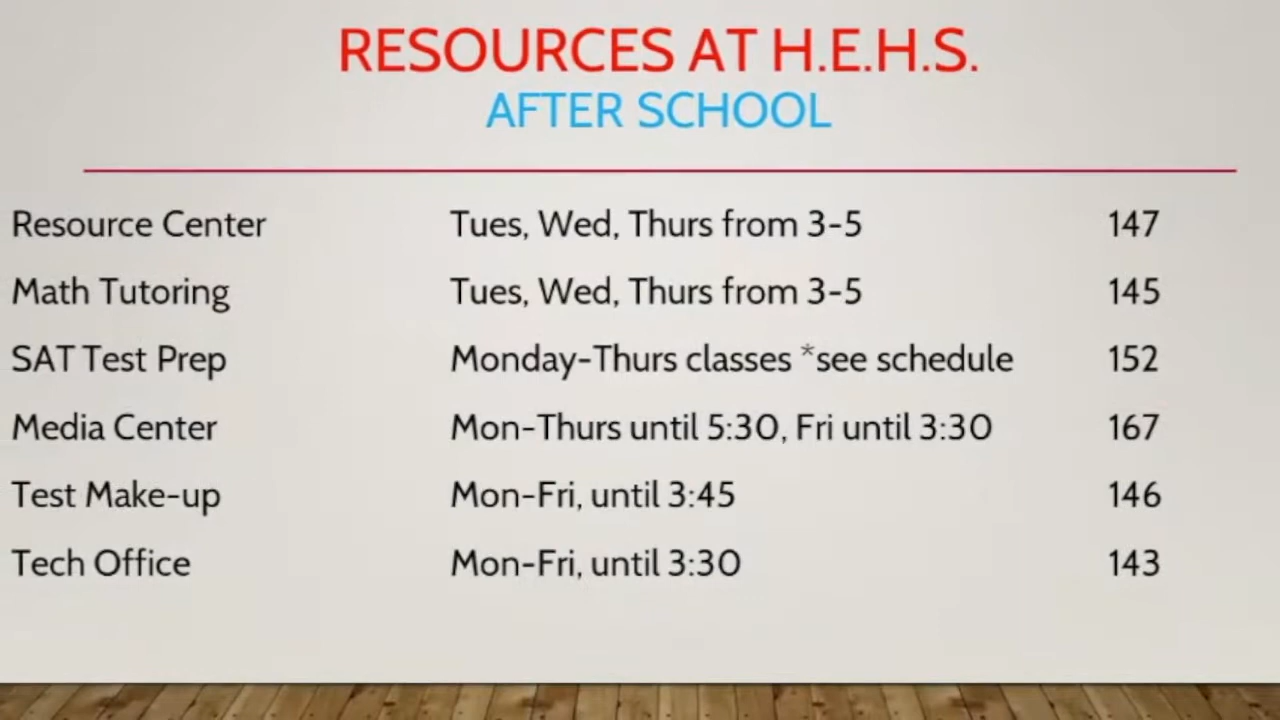 RESOURCES AT H.E.H.S.
AFTER SCHOOL
Resource Center Tues, Wed, Thurs from 3-5 147
Math Tutoring Tues, Wed, Thurs from 3-5 145
SAT Test Prep Monday-Thurs classes *see schedule 152
Media Center Mon-Thurs until 5:30, Fri until 3:30 167
Test Make-up Mon-Fri, until 3:45 146
Tech Office Mon-Fri, until 3:30 143